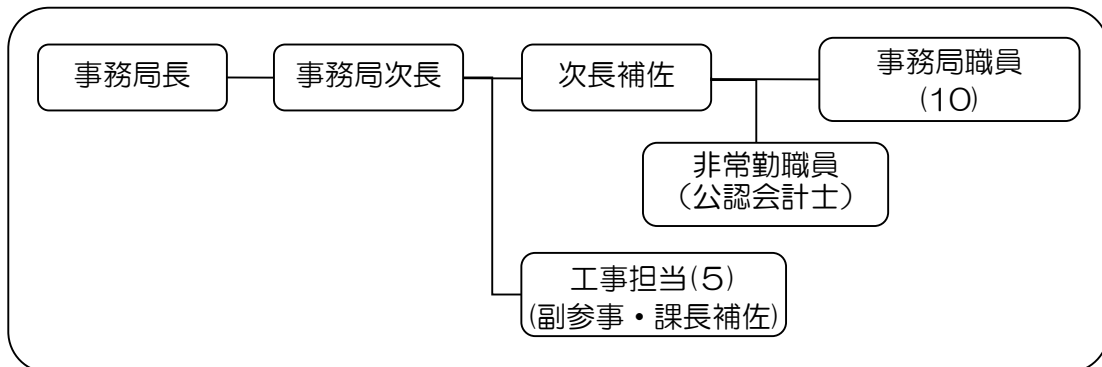 事務局長
事務局次長
次長補佐
事務局職員
(10)
非常勤職員
（公認会計士）
工事担当(5)
(副参事・課長補佐)